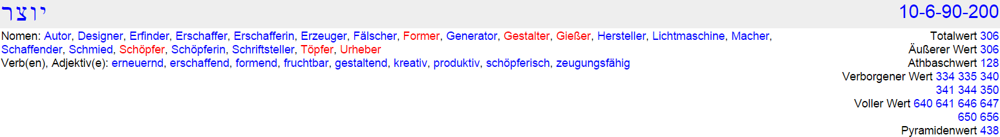 יוצר 10-6-90-200
Nomen: Autor, Designer, Erfinder, Erschaffer, Erschafferin, Erzeuger, Fälscher, Former, Generator, Gestalter, Gießer, Hersteller, Lichtmaschine, Macher, Totalwert 306
Schaffender, Schmied, Schöpfer, Schöpferin, Schriftsteller, Töpfer, Urheber Äußerer Wert 306
Verb(en), Adjektiv(e): erneuernd, erschaffend, formend, fruchtbar, gestaltend, kreativ, produktiv, schöpferisch, zeugungsfähig Athbaschwert 128
Verborgener Wert 334 335 340
341 344 350
Voller Wert 640 641 646 647
650 656
Pyramidenwert 438